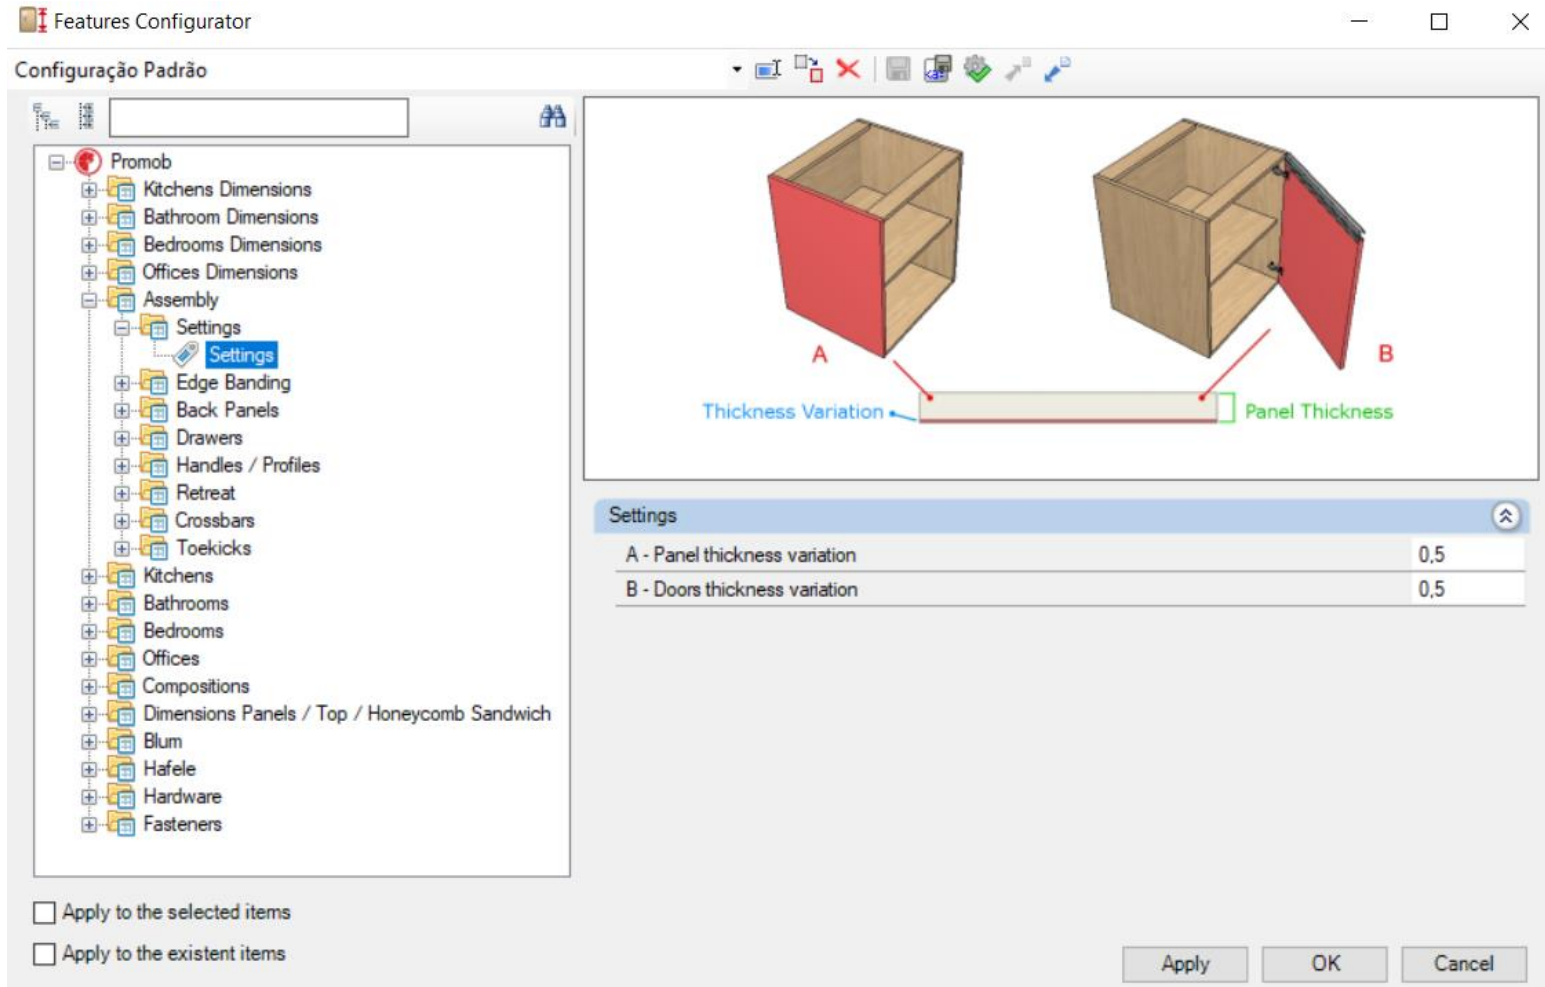 Features Configurator
Configuração Padrão
Promob
Kitchens Dimensions
Bathroom Dimensions
Bedrooms Dimensions
Offices Dimensions
Assembly
Settings
Settings
Edge Banding
Back Panels
Drawers
Handles / Profiles
Retreat
Crossbars
Toekicks
Kitchens
Bathrooms
Bedrooms
Offices
Compositions
Dimensions Panels / Top / Honeycomb Sandwich
Blum
Hafele
Hardware
Fasteners
Apply to the selected items
Apply to the existent items
A
B
Thickness Variation
Panel Thickness
Settings
A - Panel thickness variation 0,5
B - Doors thickness variation 0,5
Apply OK Cancel